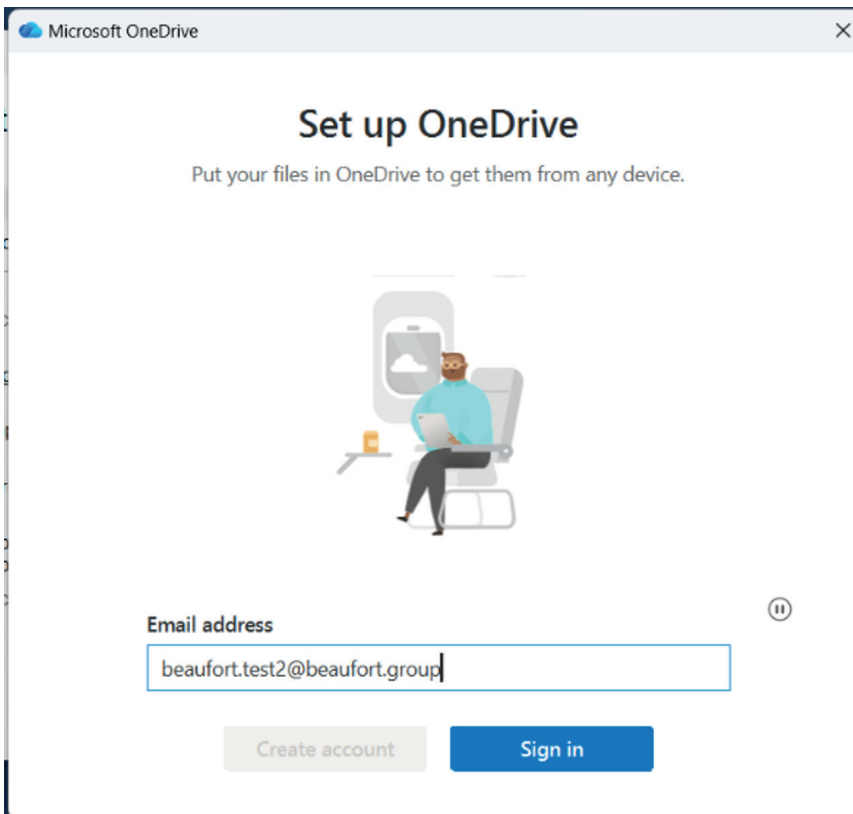 Microsoft OneDrive
Set up OneDrive
Put your files in OneDrive to get them from any device.
Email address
beaufort.test2@beaufort.group
Create account
Sign in